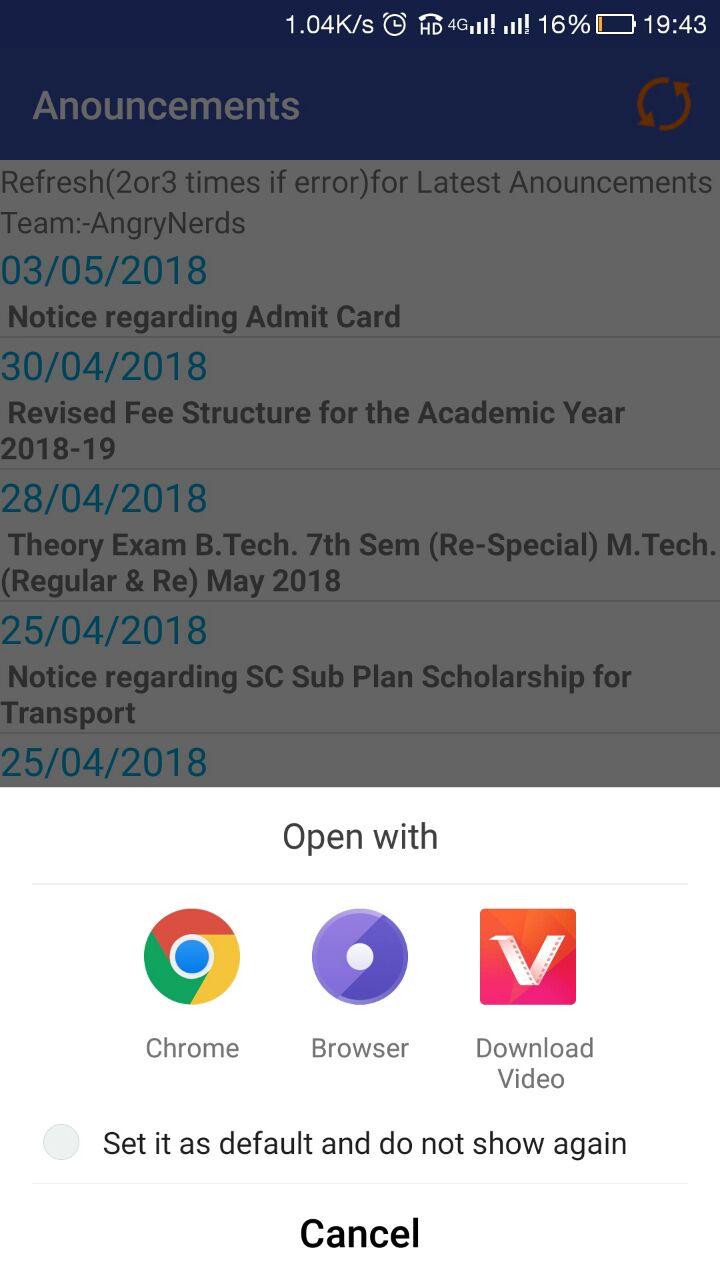 1.04K/s HD 4G 16% 19:43
Anouncements
Refresh(2or3 times if error)for Latest Anouncements
Team:-AngryNerds
03/05/2018
Notice regarding Admit Card
30/04/2018
Revised Fee Structure for the Academic Year
2018-19
28/04/2018
Theory Exam B.Tech. 7th Sem (Re-Special) M.Tech.
(Regular & Re) May 2018
25/04/2018
Notice regarding SC Sub Plan Scholarship for
Transport
25/04/2018
Open with
Chrome Browser Download
Video
Set it as default and do not show again
Cancel